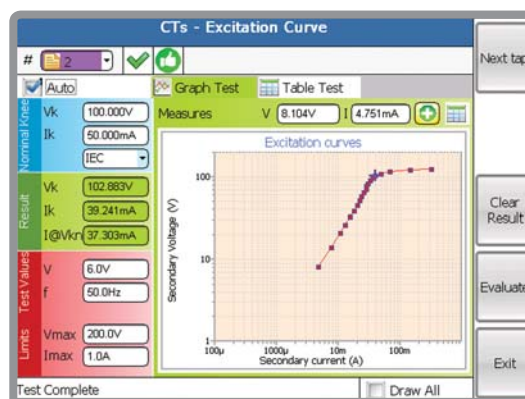 CTs - Excitation Curve
# 2
Next tap
Auto
Graph Test
Table Test
Nominal Knee
Vk 100.000V
Ik 50.000mA
IEC
Measures V 8.104V I 4.751mA
Excitation curves
Result
Vk 102.883V
Ik 39.241mA
I@Vkn 37.303mA
Test Values
V 6.0V
f 50.0Hz
Limits
Vmax 200.0V
Imax 1.0A
Secondary Voltage (V)
100
10
1
100µ 1000µ 10m 100m
Secondary current (A)
Clear
Result
Evaluate
Exit
Test Complete
Draw All